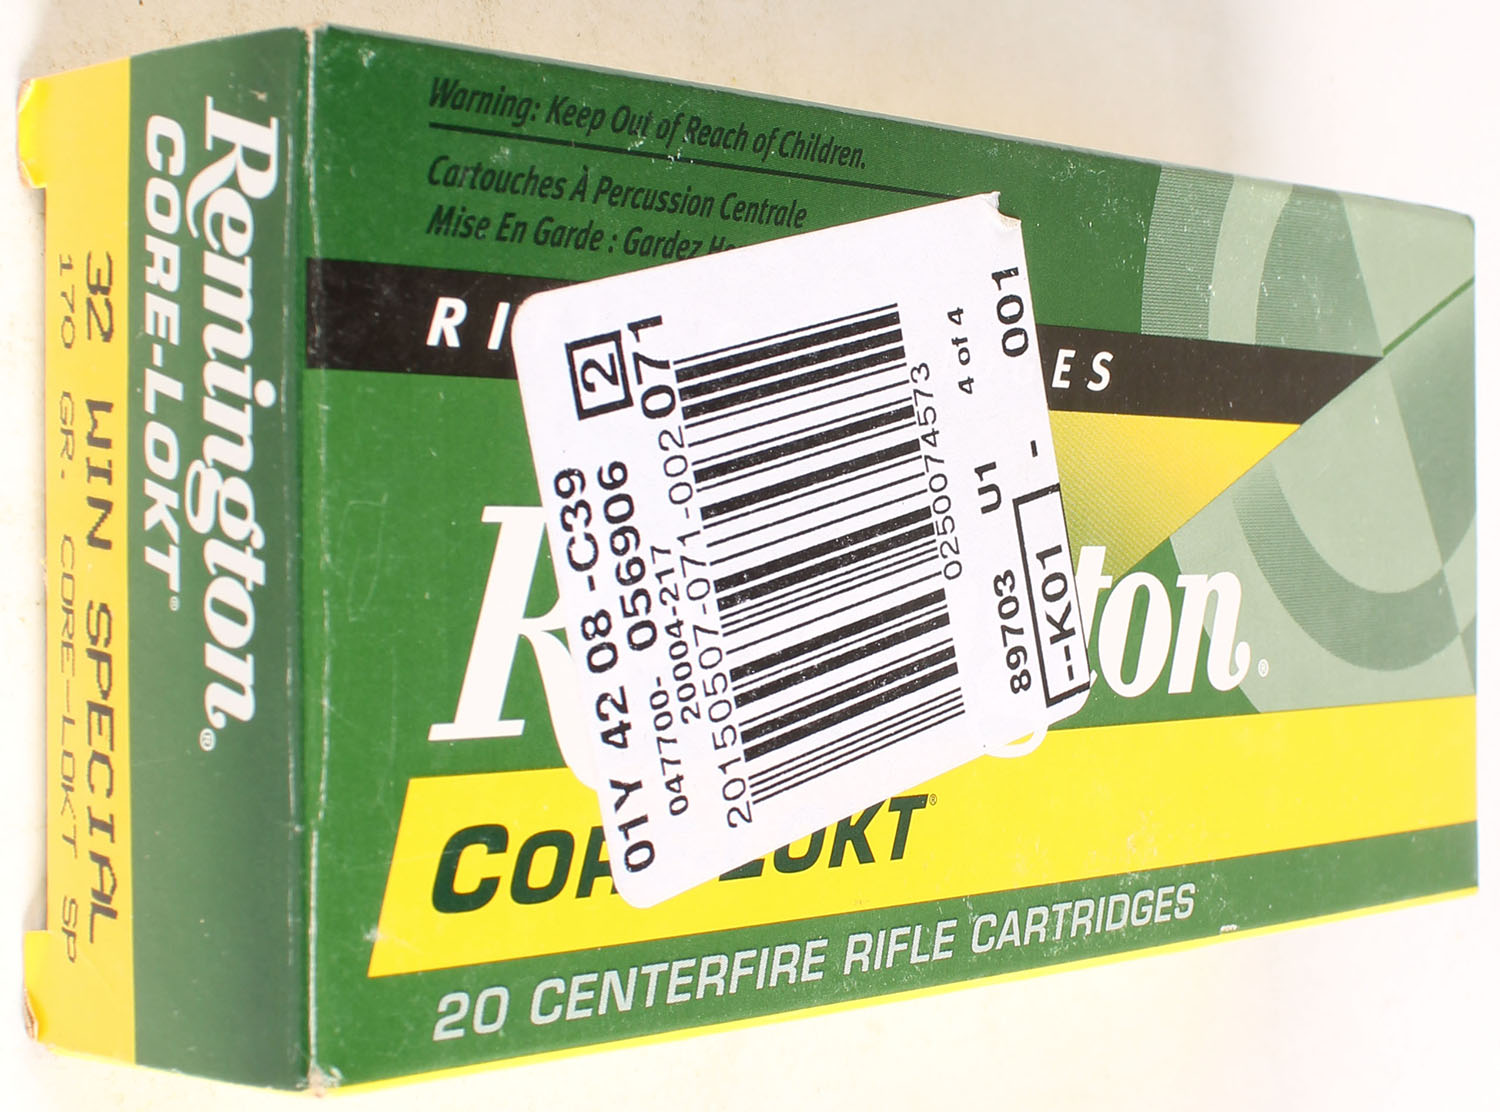 Remington®
CORE-LOKT®
32 WIN SPECIAL
170 GR. CORE-LOKT SP
Warning: Keep Out of Reach of Children.
Cartouches À Percussion Centrale
Mise En Garde : Gardez
RI
ES
R
ton®
COR
LOKT®
20 CENTERFIRE RIFLE CARTRIDGES
01Y 42 08 -C39 2
047700- 056906
20004-217
20150507-071-002 071
0250074573
4 of 4
89703 U1 001
--K01 -